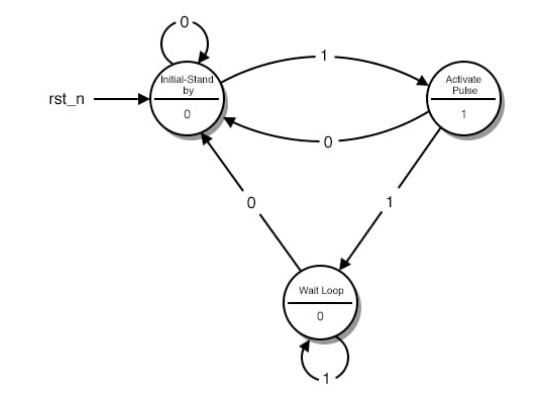 0
1
Initial-Stand
by
0
rst_n
Activate
Pulse
1
0
0
1
Wait Loop
0
1